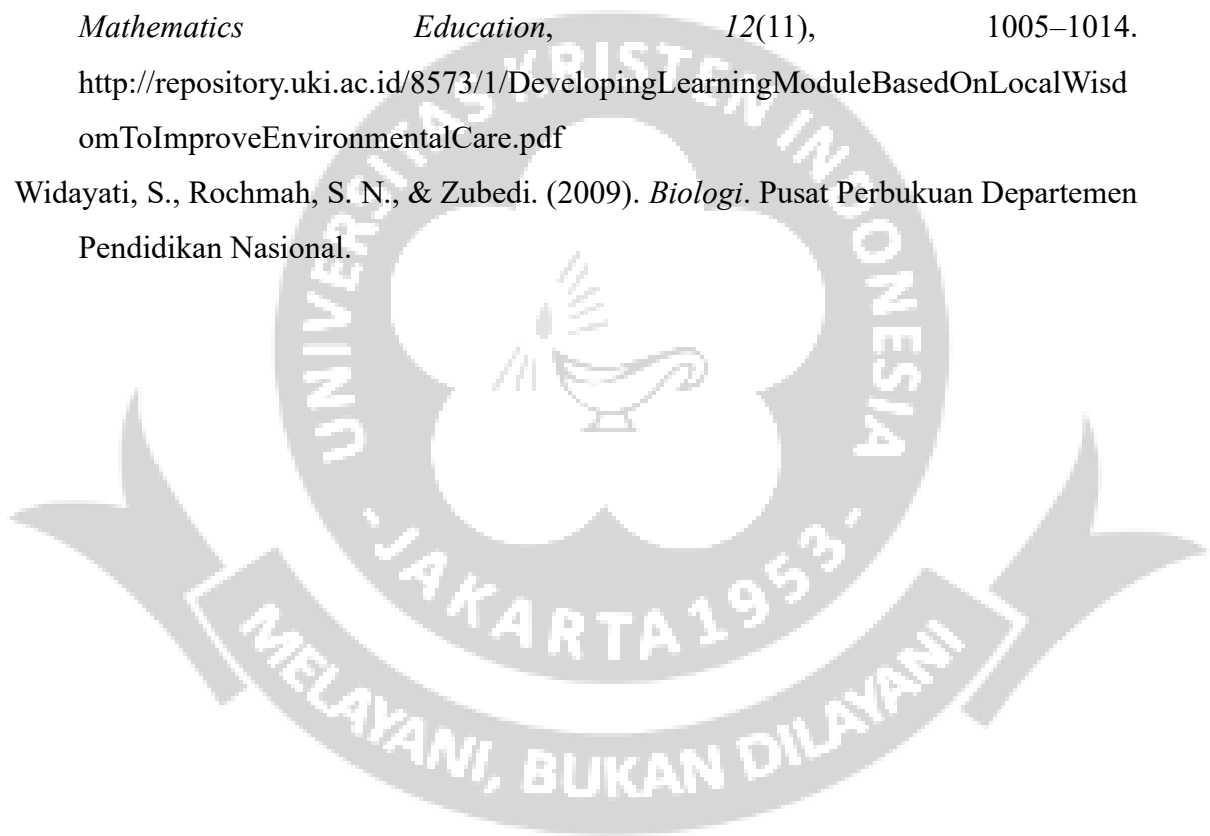 Mathematics Education, 12(11), 1005–1014.
http://repository.uki.ac.id/8573/1/DevelopingLearningModuleBasedOnLocalWisd
omToImproveEnvironmentalCare.pdf
Widayati, S., Rochmah, S. N., & Zubedi. (2009). Biologi. Pusat Perbukuan Departemen
Pendidikan Nasional.
UNIVERSITAS KRISTEN INDONESIA
- JAKARTA 1953 -
MELAYANI, BUKAN DILAYANI